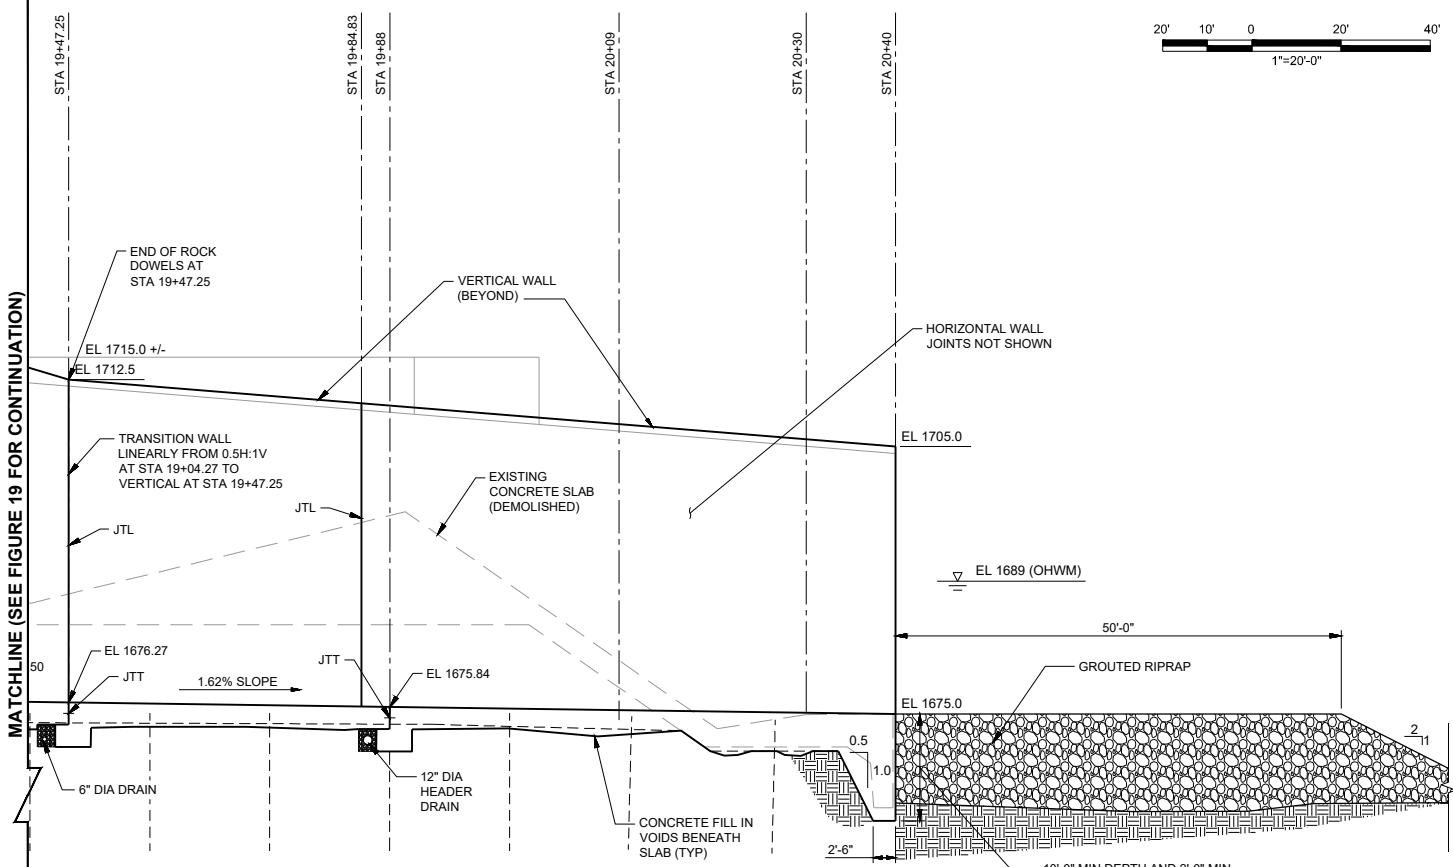 STA 19+47.25
STA 19+84.83
STA 19+88
STA 20+09
STA 20+30
STA 20+40
20' 10' 0 20' 40'
1"=20'-0"
MATCHLINE (SEE FIGURE 19 FOR CONTINUATION)
END OF ROCK
DOWELS AT
STA 19+47.25
VERTICAL WALL
(BEYOND)
HORIZONTAL WALL
JOINTS NOT SHOWN
EL 1715.0 +/-
EL 1712.5
EL 1705.0
TRANSITION WALL
LINEARLY FROM 0.5H:1V
AT STA 19+04.27 TO
VERTICAL AT STA 19+47.25
EXISTING
CONCRETE SLAB
(DEMOLISHED)
JTL
JTL
EL 1689 (OHWM)
50'-0"
EL 1676.27
50
JTT
1.62% SLOPE
JTT
EL 1675.84
GROUTED RIPRAP
EL 1675.0
2
1
0.5
1.0
6" DIA DRAIN
12" DIA
HEADER
DRAIN
CONCRETE FILL IN
VOIDS BENEATH
SLAB (TYP)
2'-6"